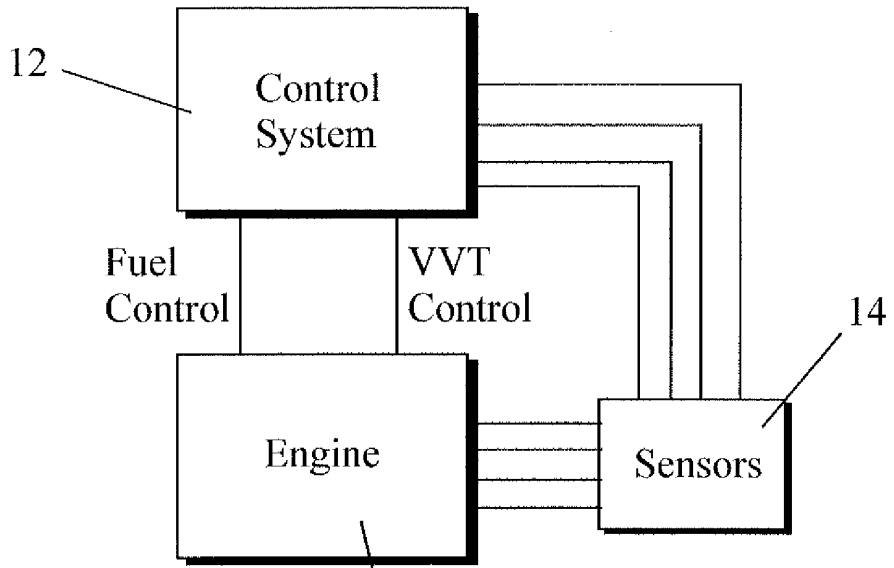 12
Control
System
Fuel
Control
VVT
Control
14
Engine
Sensors